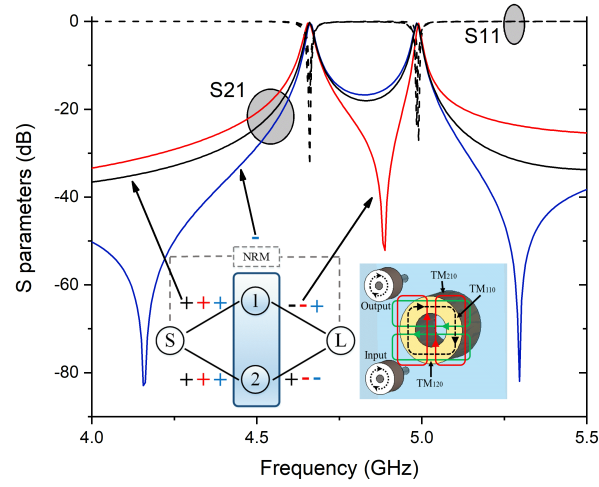 0
-20
-40
-60
-80
S parameters (dB)
S11
S21
-
NRM
+++
--+
1
S
L
2
+++
+--
TM210
TM110
Output
Input
TM120
4.0
4.5
5.0
5.5
Frequency (GHz)